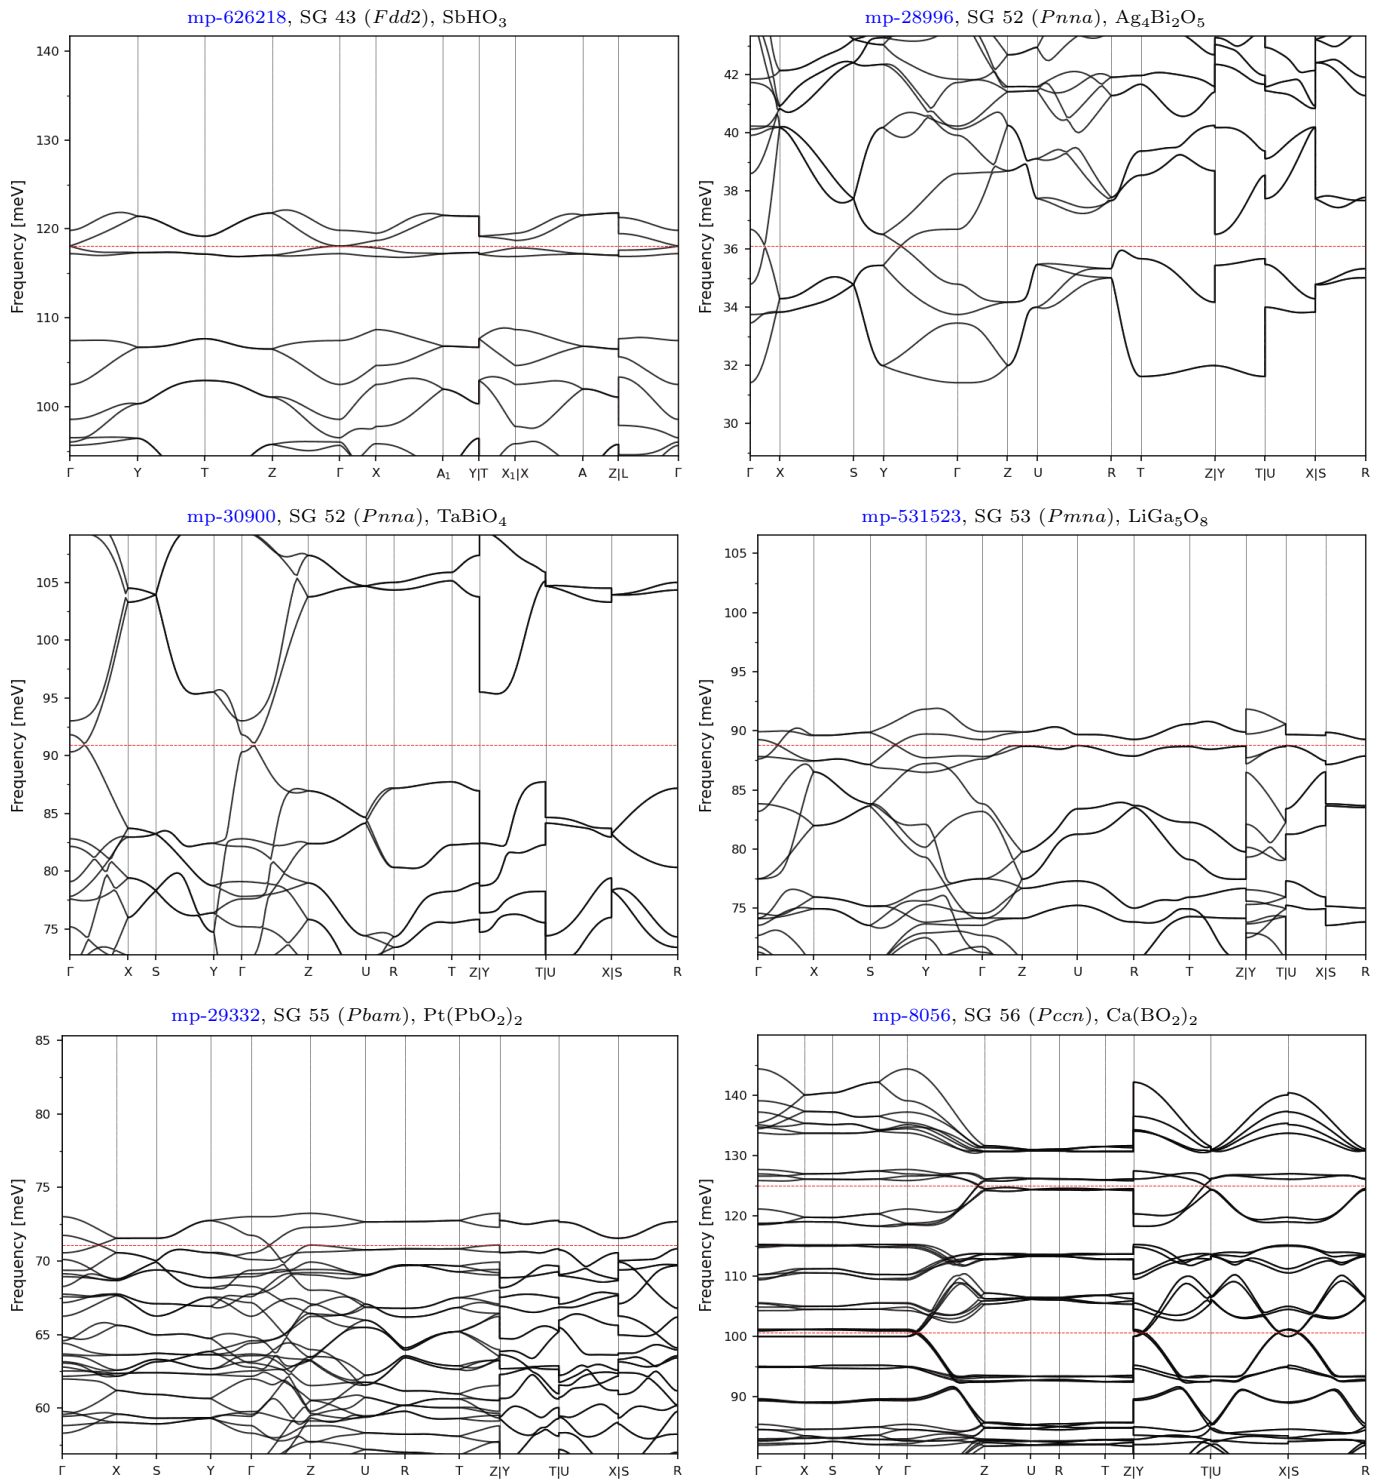 mp-626218, SG 43 (Fdd2), SbHO₃
140
130
120
110
100
Frequency [meV]
Γ Y T Z Γ X A₁ Y|T X₁|X A Z|L Γ
mp-28996, SG 52 (Pnna), Ag₄Bi₂O₅
42
40
38
36
34
32
30
Frequency [meV]
Γ X S Y Γ Z U R T Z|Y T|U X|S R
mp-30900, SG 52 (Pnna), TaBiO₄
105
100
95
90
85
80
75
Frequency [meV]
Γ X S Y Γ Z U R T Z|Y T|U X|S R
mp-531523, SG 53 (Pmna), LiGa₅O₈
105
100
95
90
85
80
75
Frequency [meV]
Γ X S Y Γ Z U R T Z|Y T|U X|S R
mp-29332, SG 55 (Pbam), Pt(PbO₂)₂
85
80
75
70
65
60
Frequency [meV]
Γ X S Y Γ Z U R T Z|Y T|U X|S R
mp-8056, SG 56 (Pccn), Ca(BO₂)₂
140
130
120
110
100
90
Frequency [meV]
Γ X S Y Γ Z U R T Z|Y T|U X|S R